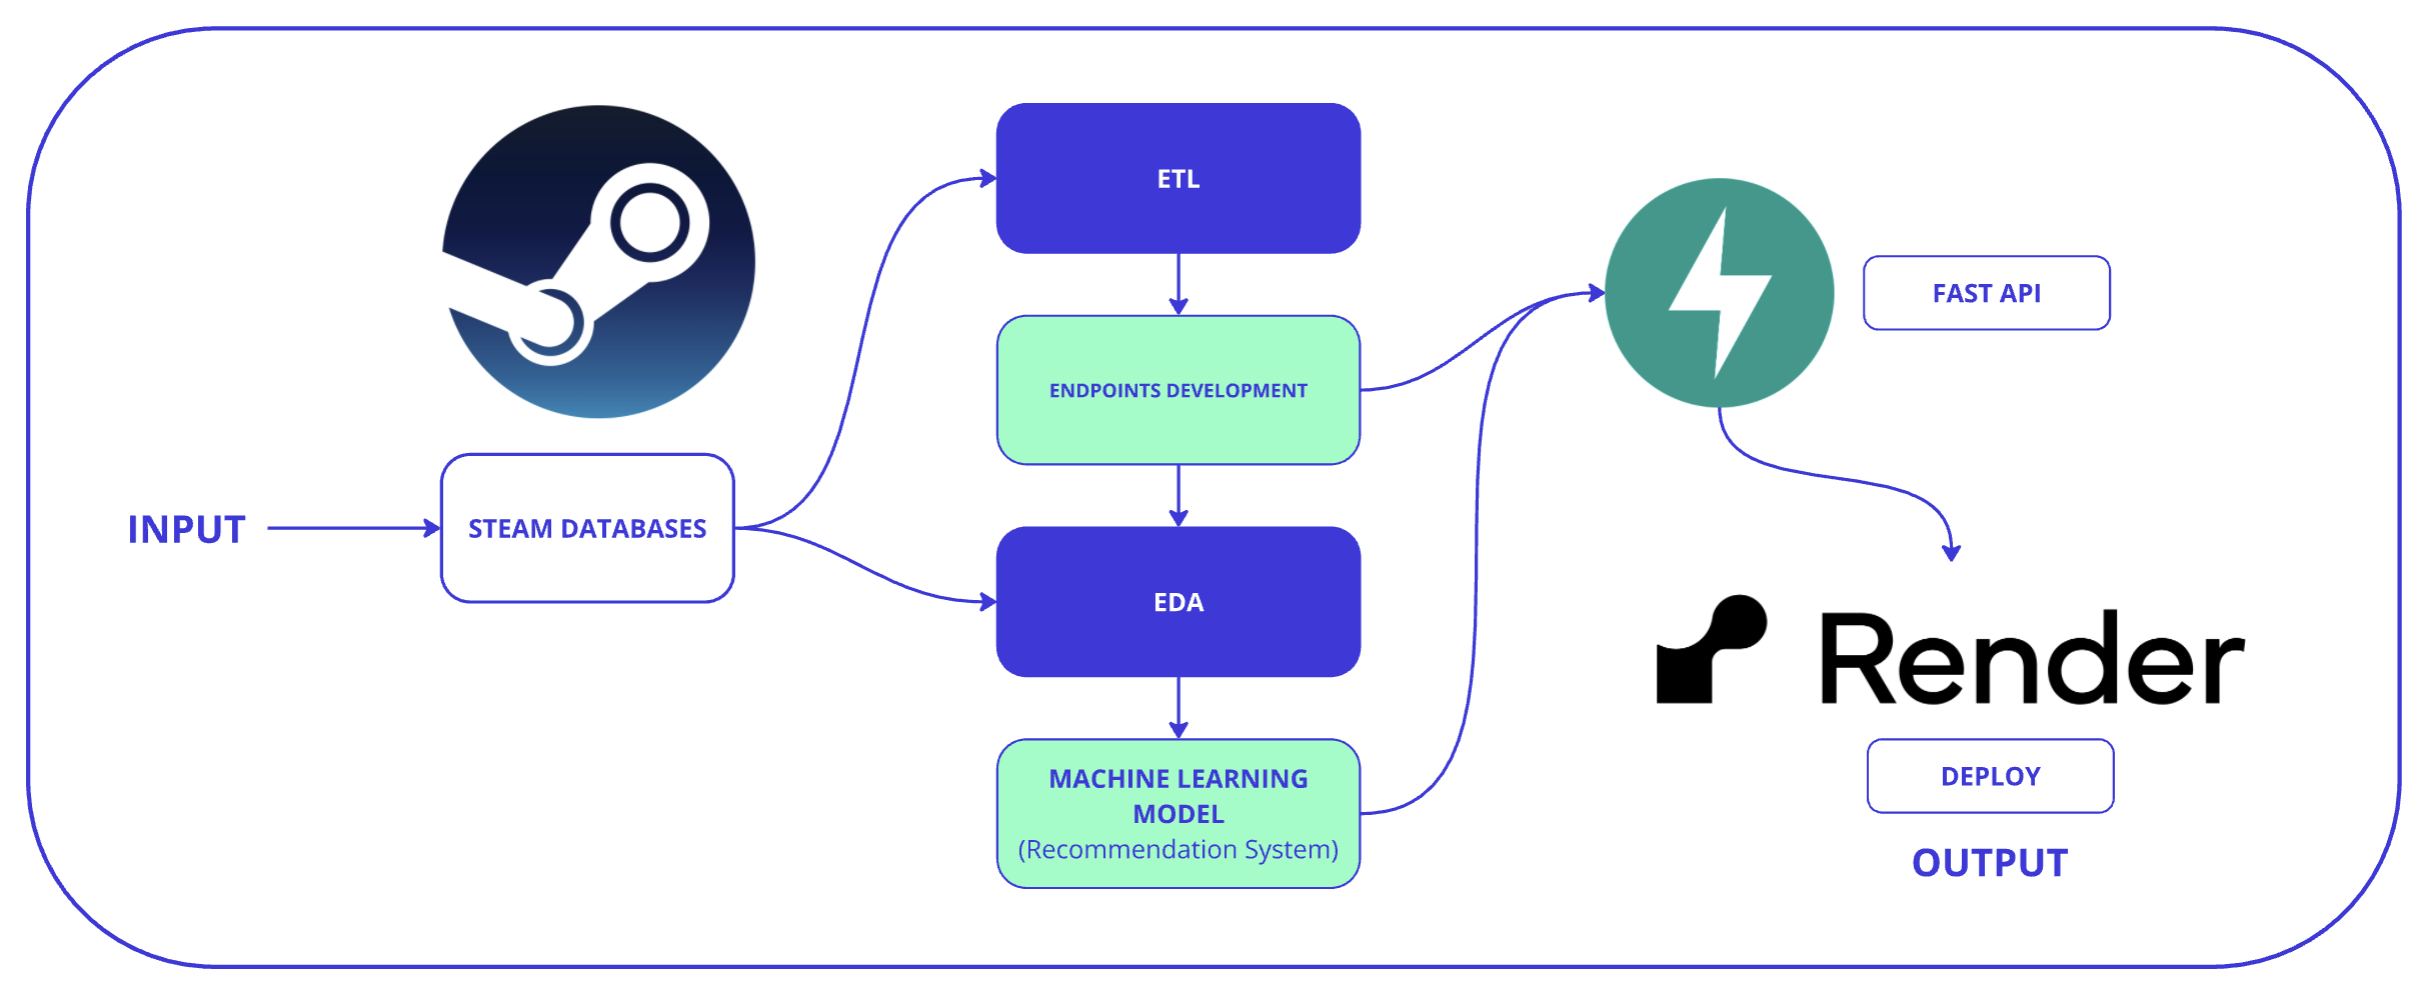 INPUT
STEAM DATABASES
ETL
ENDPOINTS DEVELOPMENT
EDA
MACHINE LEARNING
MODEL
(Recommendation System)
FAST API
Render
DEPLOY
OUTPUT